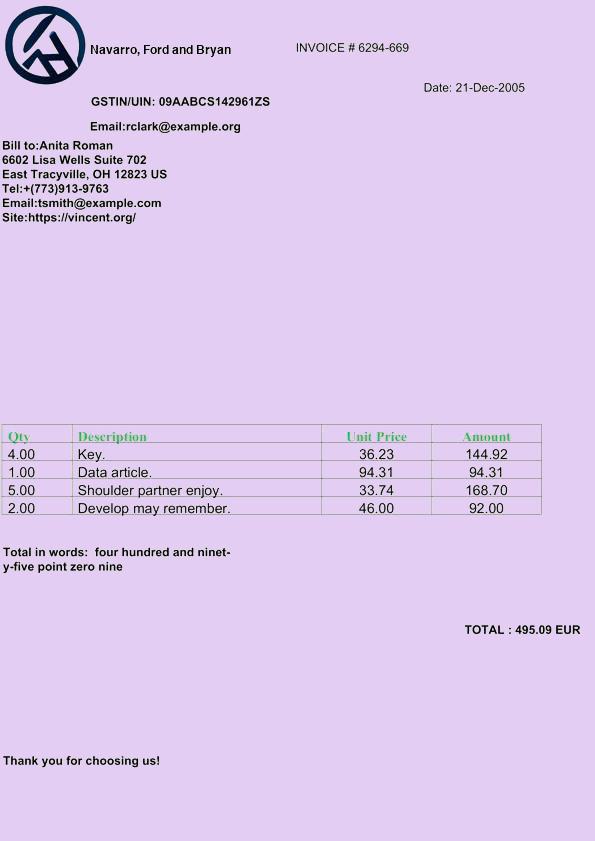 Navarro, Ford and Bryan
INVOICE # 6294-669
Date: 21-Dec-2005
GSTIN/UIN: 09AABCS142961ZS
Email:rclark@example.org
Bill to:Anita Roman
6602 Lisa Wells Suite 702
East Tracyville, OH 12823 US
Tel:+(773)913-9763
Email:tsmith@example.com
Site:https://vincent.org/
Qty Description Unit Price Amount
4.00 Key. 36.23 144.92
1.00 Data article. 94.31 94.31
5.00 Shoulder partner enjoy. 33.74 168.70
2.00 Develop may remember. 46.00 92.00
Total in words:  four hundred and ninet-
y-five point zero nine
TOTAL : 495.09 EUR
Thank you for choosing us!